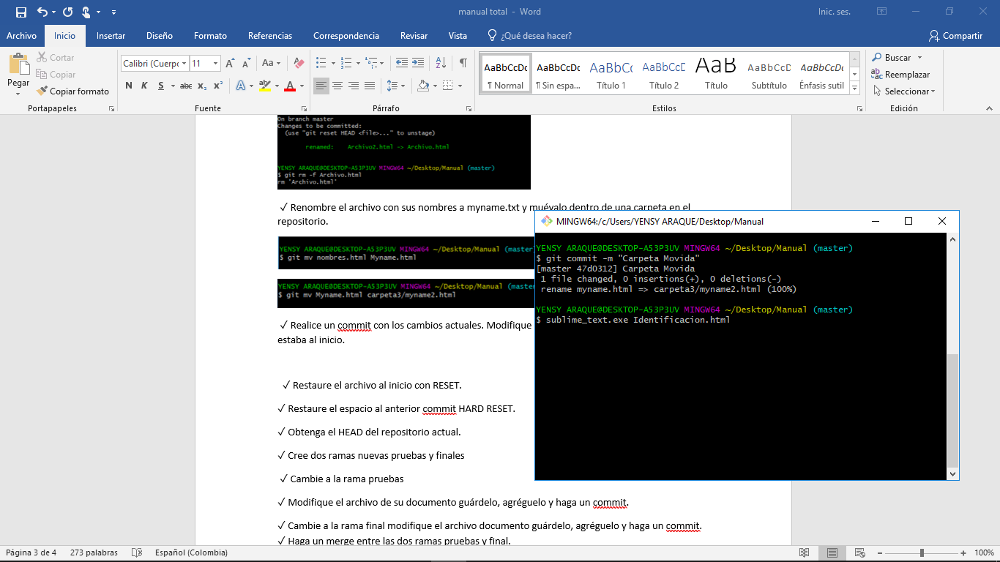 manual total - Word
Inic. ses.
Archivo Inicio Insertar Diseño Formato Referencias Correspondencia Revisar Vista ¿Qué desea hacer? Compartir
Pegar
Cortar
Copiar
Copiar formato
Portapapeles
Calibri (Cuerpo 11
Aa
N K S abc x₂ x²
Fuente
Párrafo
AaBbCcDc AaBbCcDc AaBbCc AaBbCcD AaB AaBbCcD AaBbCcDc
¶ Normal ¶ Sin espa... Título 1 Título 2 Título Subtítulo Énfasis sutil
Estilos
Buscar
Reemplazar
Seleccionar
Edición
On branch master
Changes to be committed:
(use "git reset HEAD <file>..." to unstage)
renamed: Archivo2.html -> Archivo.html
YENSY ARAQUE@DESKTOP-A53P3UV MINGW64 ~/Desktop/Manual (master)
$ git rm -f Archivo.html
rm 'Archivo.html'
✓ Renombre el archivo con sus nombres a myname.txt y muévalo dentro de una carpeta en el
repositorio.
YENSY ARAQUE@DESKTOP-A53P3UV MINGW64 ~/Desktop/Manual (master
$ git mv nombres.html Myname.html
YENSY ARAQUE@DESKTOP-A53P3UV MINGW64 ~/Desktop/Manual (maste
$ git mv Myname.html carpeta3/myname2.html
✓ Realice un commit con los cambios actuales. Modifique
estaba al inicio.
✓ Restaure el archivo al inicio con RESET.
✓ Restaure el espacio al anterior commit HARD RESET.
✓ Obtenga el HEAD del repositorio actual.
✓ Cree dos ramas nuevas pruebas y finales
✓ Cambie a la rama pruebas
✓ Modifique el archivo de su documento guárdelo, agréguelo y haga un commit.
✓ Cambie a la rama final modifique el archivo documento guárdelo, agréguelo y haga un commit.
✓ Haga un merge entre las dos ramas pruebas y final.
MINGW64:/c/Users/YENSY ARAQUE/Desktop/Manual
YENSY ARAQUE@DESKTOP-A53P3UV MINGW64 ~/Desktop/Manual (master)
$ git commit -m "Carpeta Movida"
[master 47d0312] Carpeta Movida
1 file changed, 0 insertions(+), 0 deletions(-)
rename myname.html => carpeta3/myname2.html (100%)
YENSY ARAQUE@DESKTOP-A53P3UV MINGW64 ~/Desktop/Manual (master)
$ sublime_text.exe Identificacion.html
Página 3 de 4 273 palabras Español (Colombia) 100%